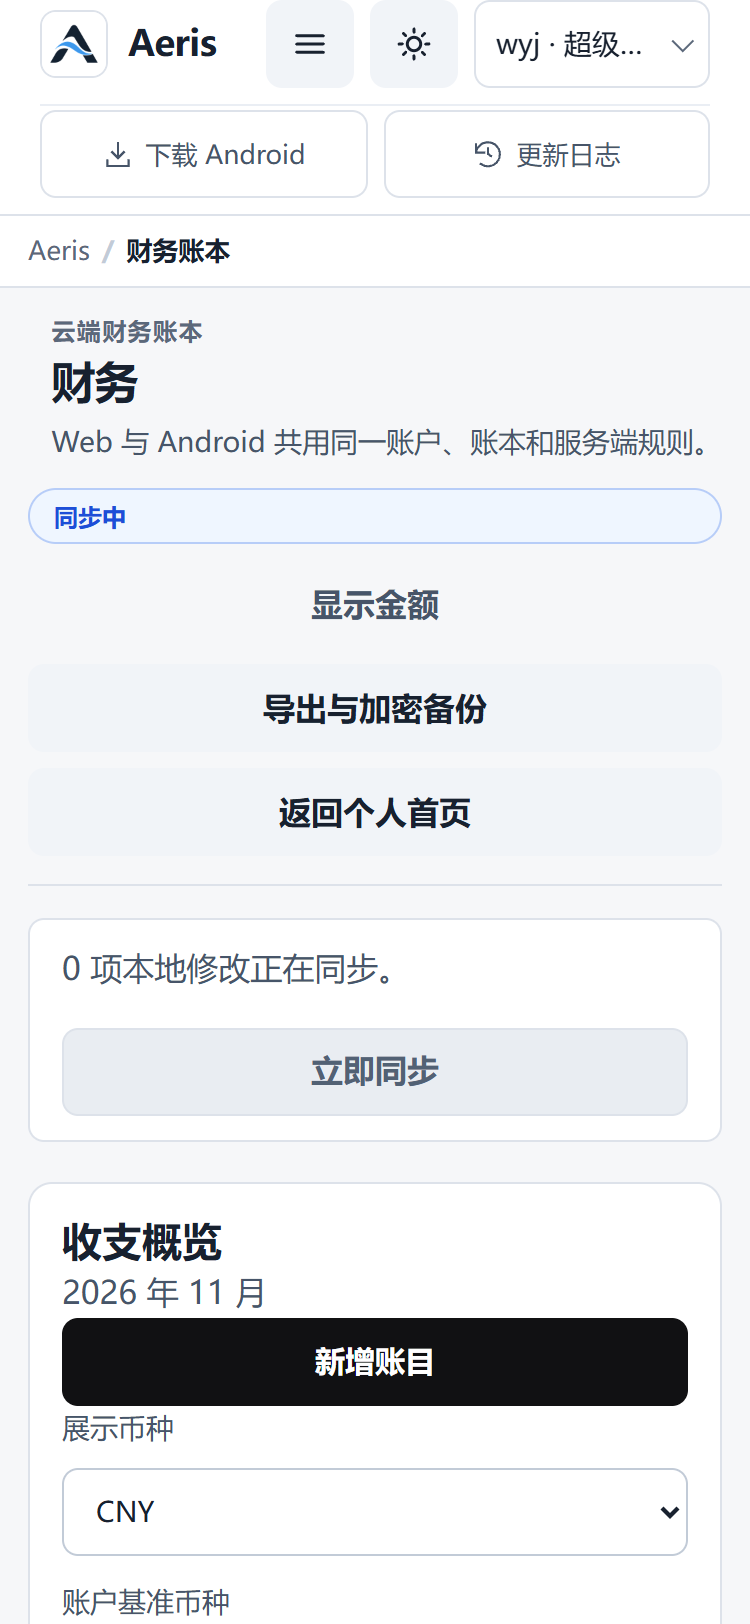 Aeris
wyj · 超级...
下载 Android
更新日志
Aeris / 财务账本
云端财务账本
财务
Web 与 Android 共用同一账户、账本和服务端规则。
同步中
显示金额
导出与加密备份
返回个人首页
0 项本地修改正在同步。
立即同步
收支概览
2026 年 11 月
新增账目
展示币种
CNY
账户基准币种